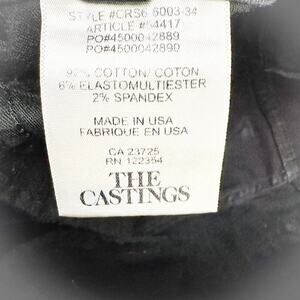 STYLE #CRS6 6003-34
ARTICLE #54417
PO#4500042889
PO#4500042890
92% COTTON/ COTON
6% ELASTOMULTIESTER
2% SPANDEX
MADE IN USA
FABRIQUE EN USA
CA 23725
RN 122354
THE
CASTINGS